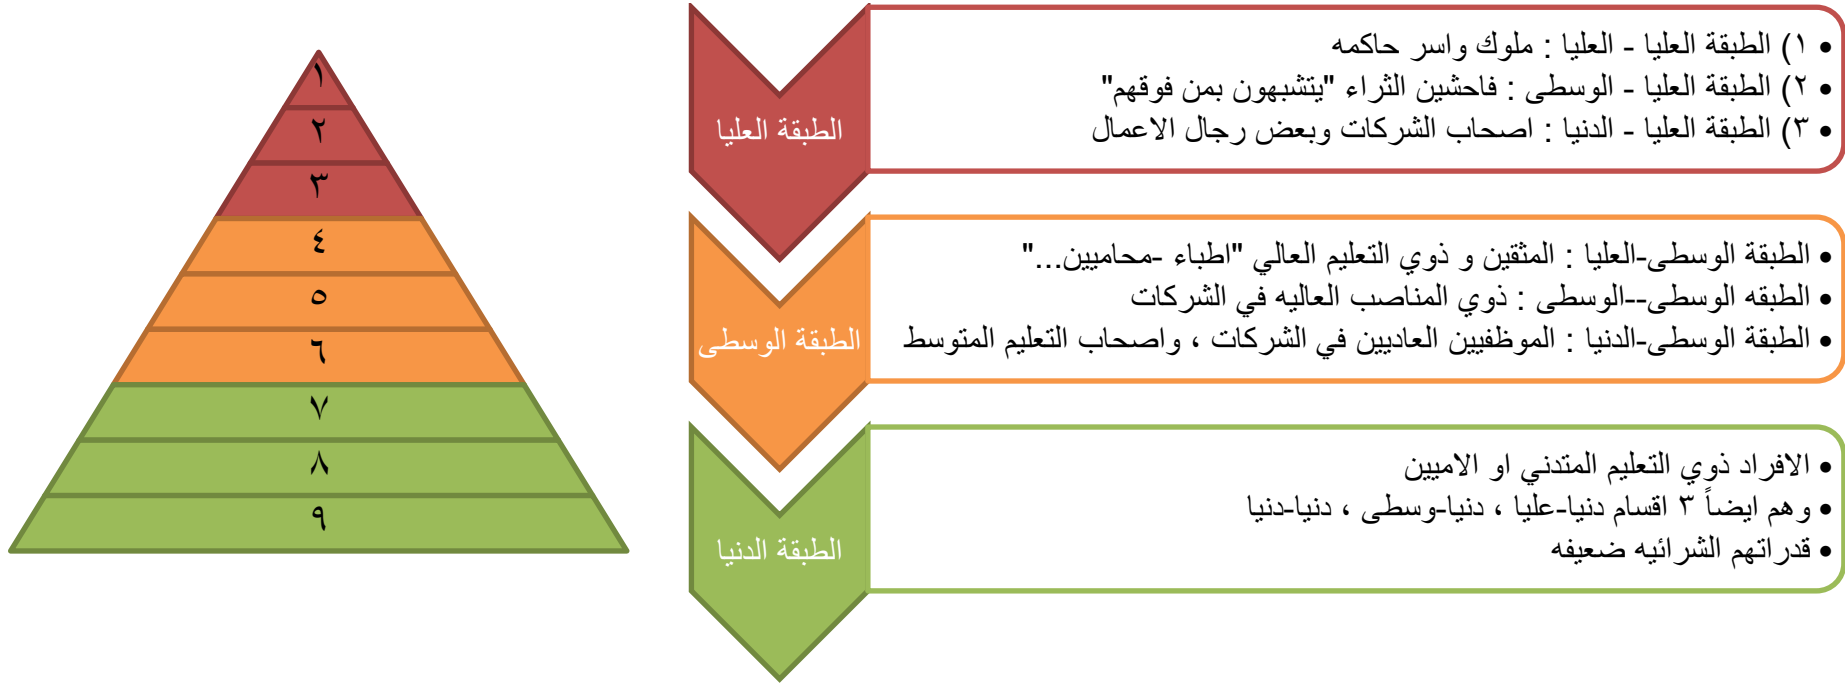 ١
٢
٣
٤
٥
٦
٧
٨
٩
الطبقة العليا
• ١) الطبقة العليا - العليا : ملوك واسر حاكمه
• ٢) الطبقة العليا - الوسطى : فاحشين الثراء "يتشبهون بمن فوقهم"
• ٣) الطبقة العليا - الدنيا : اصحاب الشركات وبعض رجال الاعمال
الطبقة الوسطى
• الطبقة الوسطى-العليا : المثقين و ذوي التعليم العالي "اطباء -محاميين..."
• الطبقه الوسطى--الوسطى : ذوي المناصب العاليه في الشركات
• الطبقة الوسطى-الدنيا : الموظفيين العاديين في الشركات ، واصحاب التعليم المتوسط
الطبقة الدنيا
• الافراد ذوي التعليم المتدني او الاميين
• وهم ايضاً ٣ اقسام دنيا-عليا ، دنيا-وسطى ، دنيا-دنيا
• قدراتهم الشرائيه ضعيفه